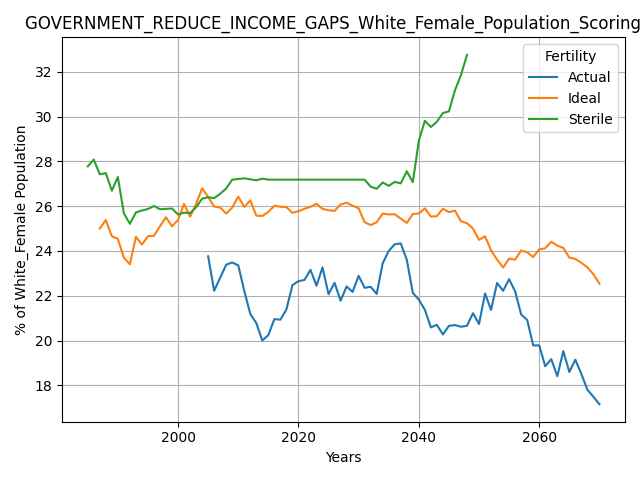 GOVERNMENT_REDUCE_INCOME_GAPS_White_Female_Population_Scoring
% of White_Female Population
32
30
28
26
24
22
20
18
2000
2020
2040
2060
Years
Fertility
Actual
Ideal
Sterile